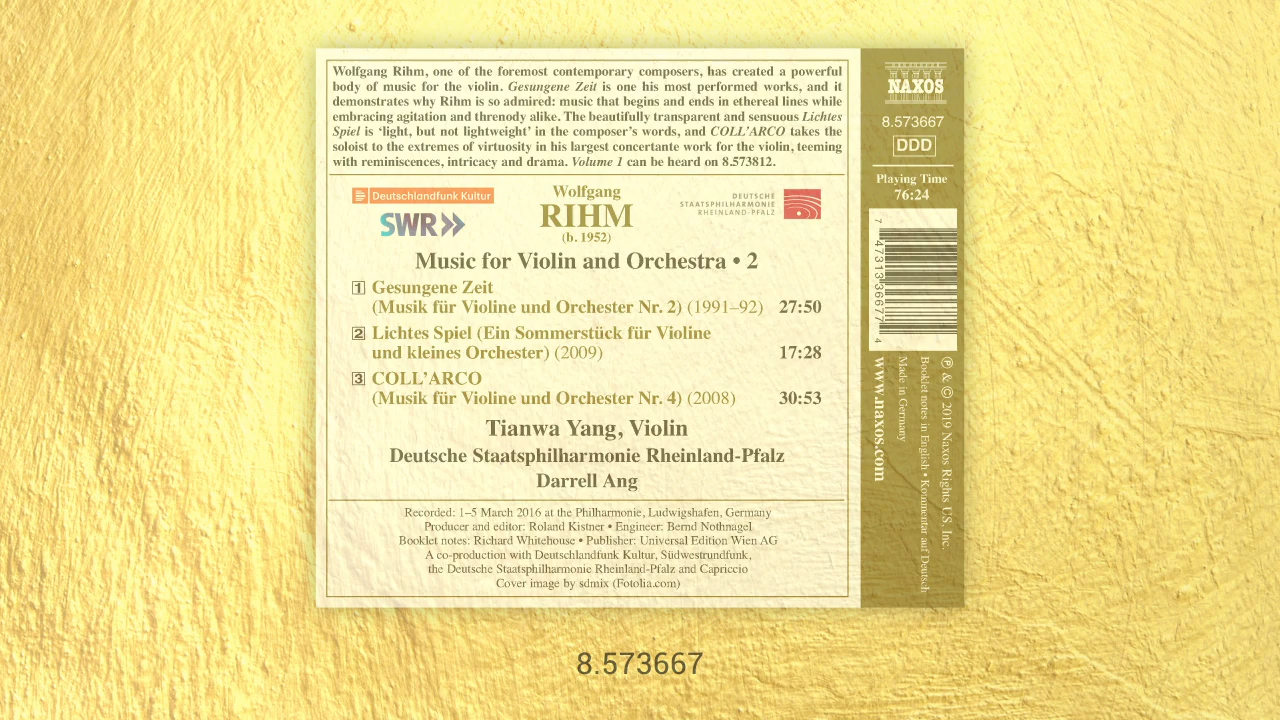 Wolfgang Rihm, one of the foremost contemporary composers, has created a powerful
body of music for the violin. Gesungene Zeit is one his most performed works, and it
demonstrates why Rihm is so admired: music that begins and ends in ethereal lines while
embracing agitation and threnody alike. The beautifully transparent and sensuous Lichtes
Spiel is ‘light, but not lightweight’ in the composer’s words, and COLL’ARCO takes the
soloist to the extremes of virtuosity in his largest concertante work for the violin, teeming
with reminiscences, intricacy and drama. Volume 1 can be heard on 8.573812.
Deutschlandfunk Kultur
SWR
Wolfgang
RIHM
(b. 1952)
DEUTSCHE
STAATSPHILHARMONIE
RHEINLAND-PFALZ
Music for Violin and Orchestra • 2
1 Gesungene Zeit
(Musik für Violine und Orchester Nr. 2) (1991–92) 27:50
2 Lichtes Spiel (Ein Sommerstück für Violine
und kleines Orchester) (2009) 17:28
3 COLL’ARCO
(Musik für Violine und Orchester Nr. 4) (2008) 30:53
Tianwa Yang, Violin
Deutsche Staatsphilharmonie Rheinland-Pfalz
Darrell Ang
Recorded: 1–5 March 2016 at the Philharmonie, Ludwigshafen, Germany
Producer and editor: Roland Kistner • Engineer: Bernd Nothnagel
Booklet notes: Richard Whitehouse • Publisher: Universal Edition Wien AG
A co-production with Deutschlandfunk Kultur, Südwestrundfunk,
the Deutsche Staatsphilharmonie Rheinland-Pfalz and Capriccio
Cover image by sdmix (Fotolia.com)
NAXOS
8.573667
DDD
Playing Time
76:24
7 47313 36677 4
℗ & © 2019 Naxos Rights US, Inc.
Booklet notes in English • Kommentar auf Deutsch
Made in Germany
www.naxos.com
8.573667